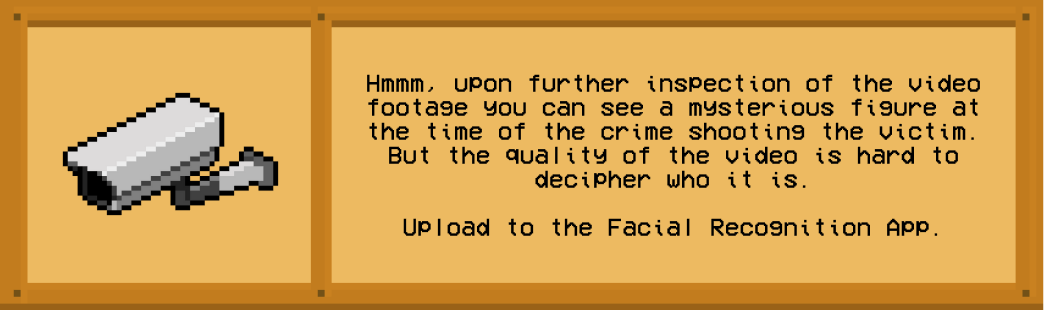 Hmmm, upon further inspection of the video
footage you can see a mysterious figure at
the time of the crime shooting the victim.
But the quality of the video is hard to
decipher who it is.
Upload to the Facial Recognition App.